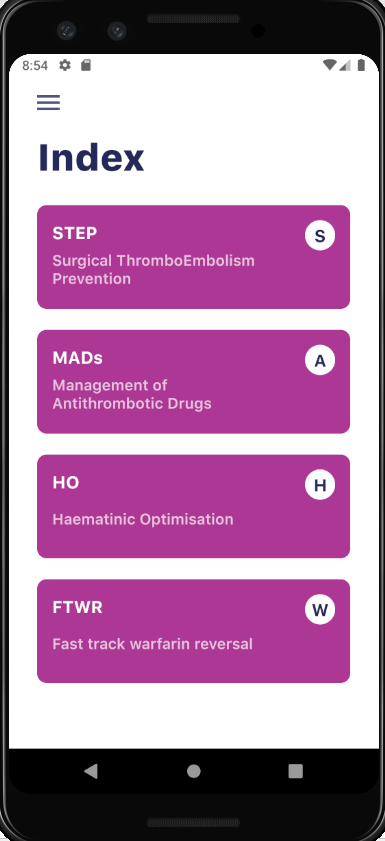 8:54
Index
STEP
S
Surgical ThromboEmbolism
Prevention
MADs
A
Management of
Antithrombotic Drugs
HO
H
Haematinic Optimisation
FTWR
W
Fast track warfarin reversal